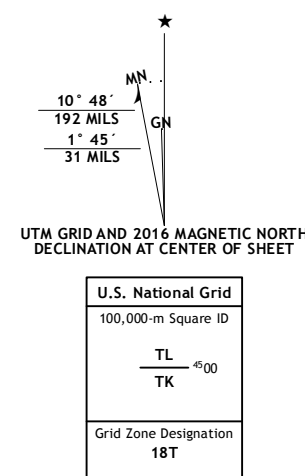 MN
10° 48´
192 MILS
GN
1° 45´
31 MILS
UTM GRID AND 2016 MAGNETIC NORTH
DECLINATION AT CENTER OF SHEET
U.S. National Grid
100,000-m Square ID
TL
4500
TK
Grid Zone Designation
18T